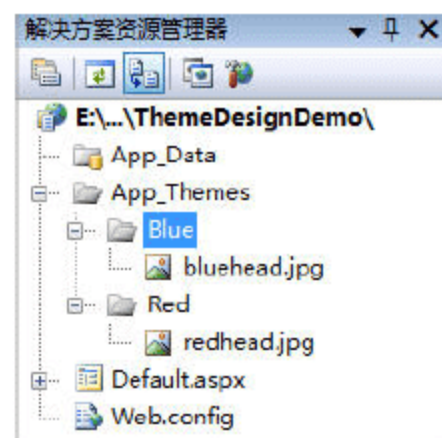 解决方案资源管理器
E:\...\ThemeDesignDemo\
App_Data
App_Themes
Blue
bluehead.jpg
Red
redhead.jpg
Default.aspx
Web.config